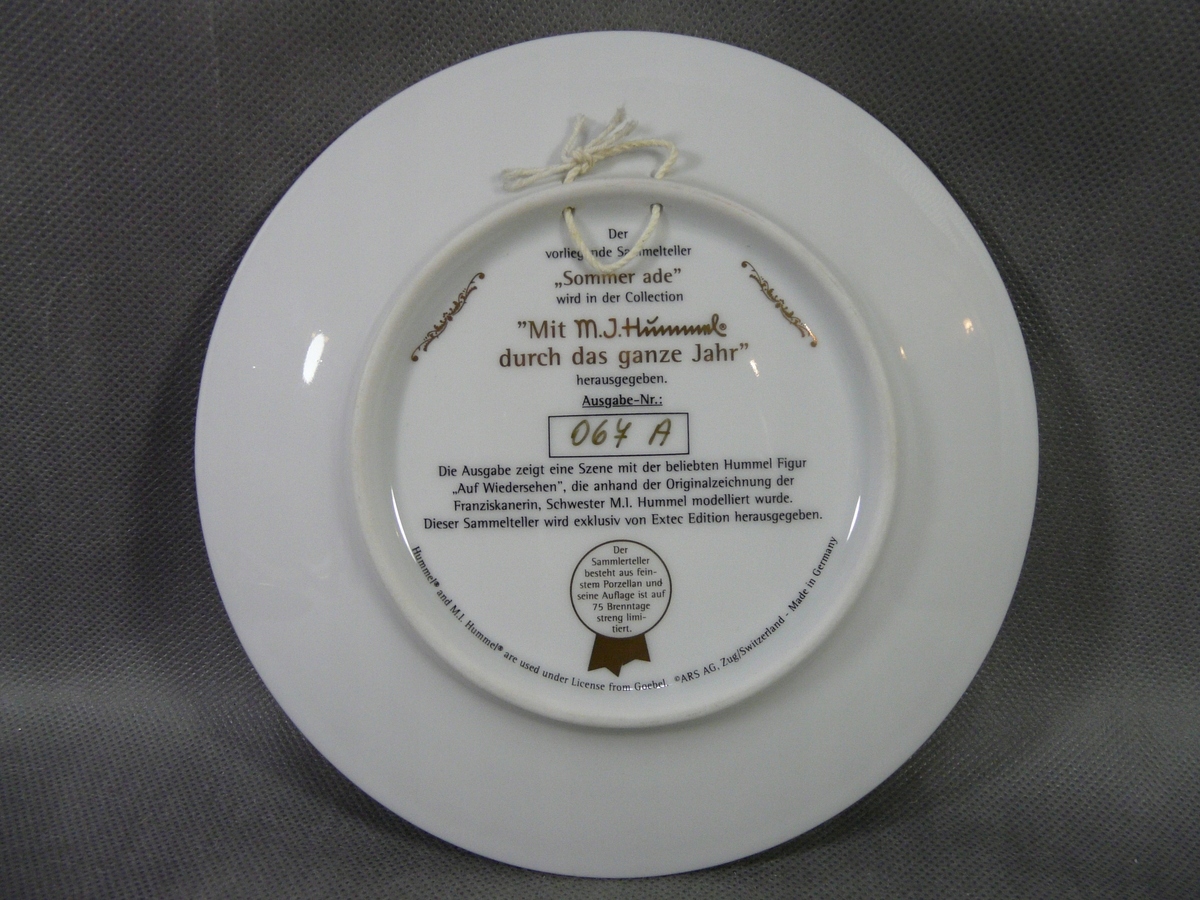 Der
vorliegende Sammelteller
„Sommer ade”
wird in der Collection
”Mit M.J.Hummel®
durch das ganze Jahr”
herausgegeben.
Ausgabe-Nr.:
067 A
Die Ausgabe zeigt eine Szene mit der beliebten Hummel Figur
„Auf Wiedersehen”, die anhand der Originalzeichnung der
Franziskanerin, Schwester M.I. Hummel modelliert wurde.
Dieser Sammelteller wird exklusiv von Extec Edition herausgegeben.
Der
Sammlerteller
besteht aus fein-
stem Porzellan und
seine Auflage ist auf
75 Brenntage
streng limi-
tiert.
Hummel® and M.I. Hummel® are used under License from Goebel. ©ARS AG. Zug/Switzerland - Made in Germany